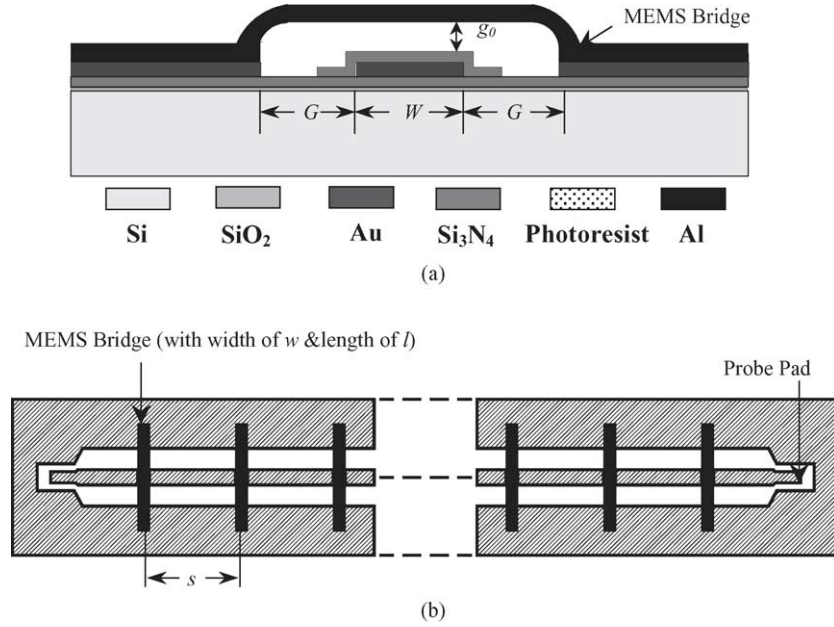 MEMS Bridge
g0
G W G
Si SiO2 Au Si3N4 Photoresist Al
(a)
MEMS Bridge (with width of w &length of l)
Probe Pad
s
(b)